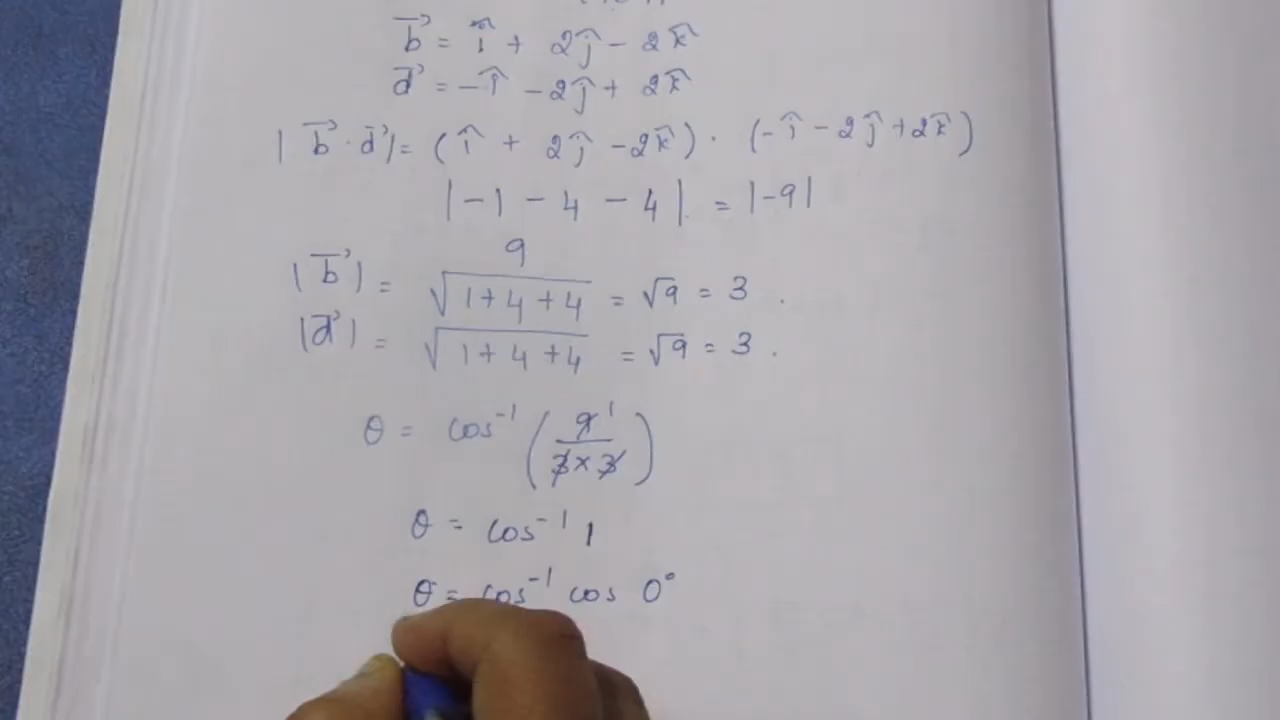 b⃗ = î + 2ĵ - 2k̂
d⃗ = -î - 2ĵ + 2k̂
|b⃗ · d⃗| = (î + 2ĵ - 2k̂) · (-î - 2ĵ + 2k̂)
|-1 - 4 - 4| = |-9|
9
|b⃗| = √(1+4+4) = √9 = 3 .
|d⃗| = √(1+4+4) = √9 = 3 .
θ = cos⁻¹ (9 1 / 3×3)
θ = cos⁻¹ 1
θ = cos⁻¹ cos 0°